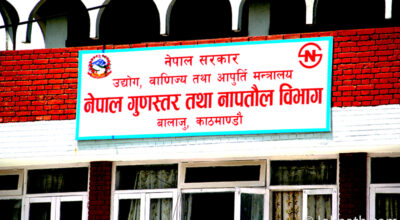 नेपाल सरकार
उद्योग, वाणिज्य तथा आपुर्ति मन्त्रालय
नेपाल गुणस्तर तथा नापतौल विभाग
बालाजु, काठमाण्डौ